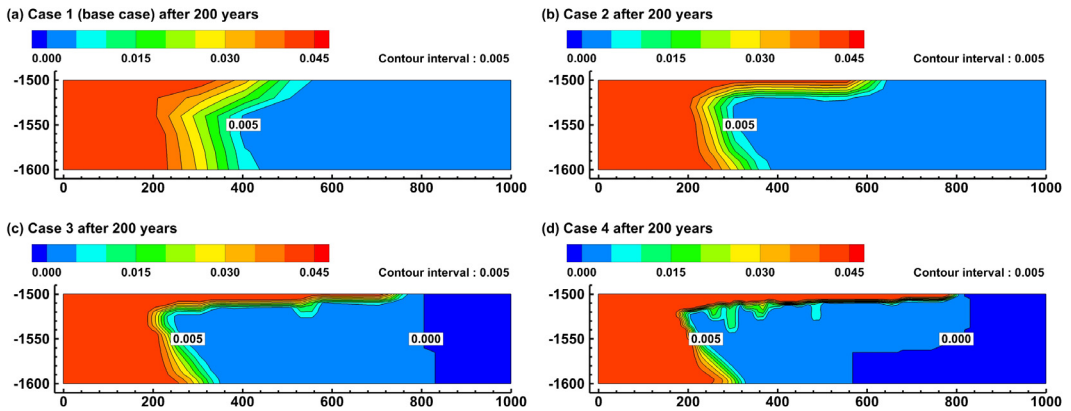 (a) Case 1 (base case) after 200 years
0.000 0.015 0.030 0.045
Contour interval : 0.005
-1500
-1550
-1600
0.005
0 200 400 600 800 1000
(b) Case 2 after 200 years
0.000 0.015 0.030 0.045
Contour interval : 0.005
-1500
-1550
-1600
0.005
0 200 400 600 800 1000
(c) Case 3 after 200 years
0.000 0.015 0.030 0.045
Contour interval : 0.005
-1500
-1550
-1600
0.005 0.000
0 200 400 600 800 1000
(d) Case 4 after 200 years
0.000 0.015 0.030 0.045
Contour interval : 0.005
-1500
-1550
-1600
0.005 0.000
0 200 400 600 800 1000